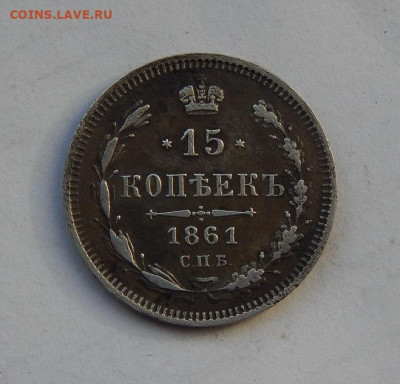 COINS.LAVE.RU
* 15 *
КОПѢЕКЪ
1861
С.П.Б.